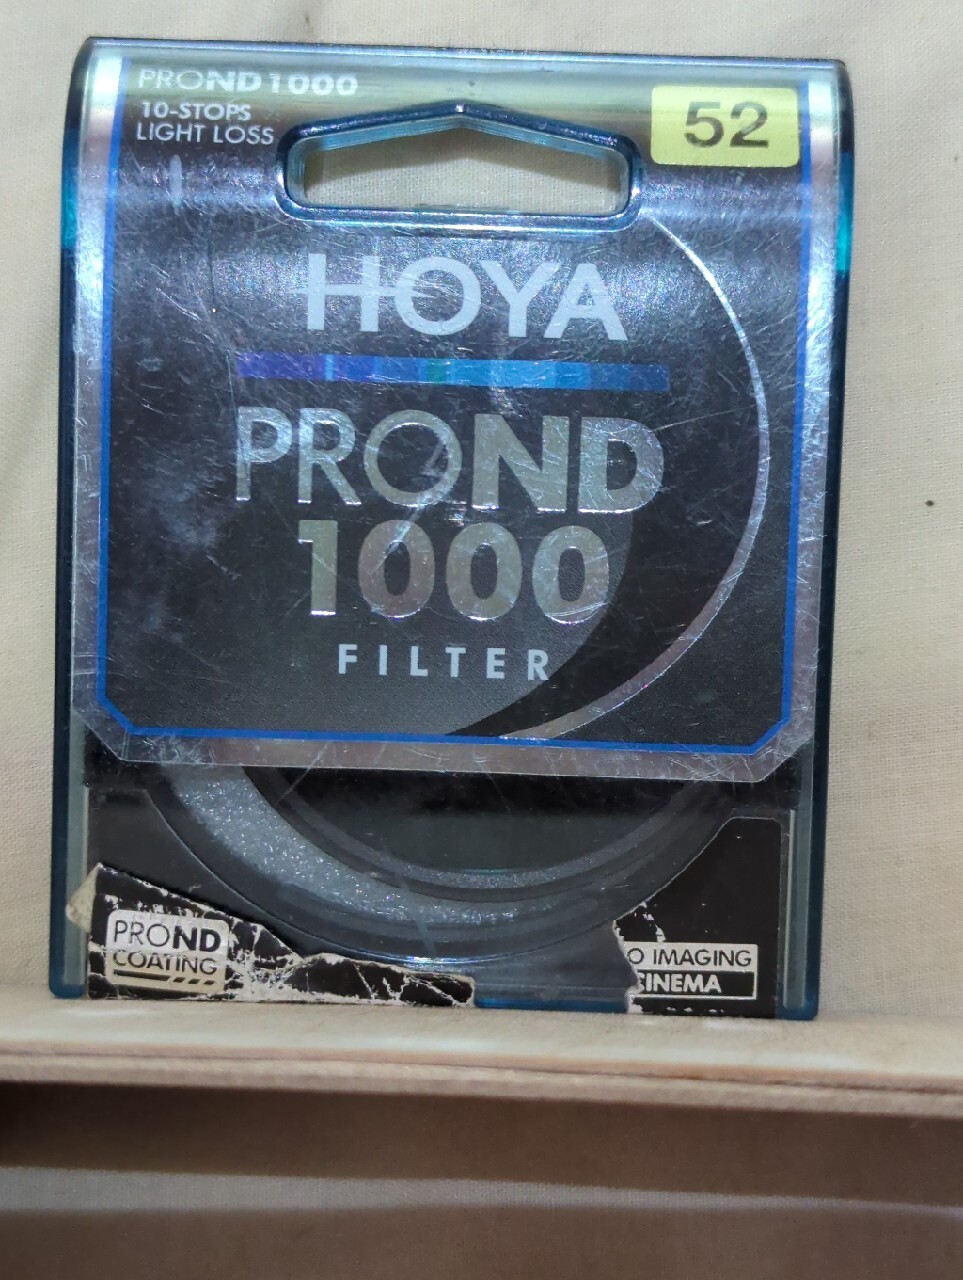 PROND1000
10-STOPS
LIGHT LOSS
52
HOYA
PROND
1000
FILTER
PROND
COATING
O IMAGING
CINEMA